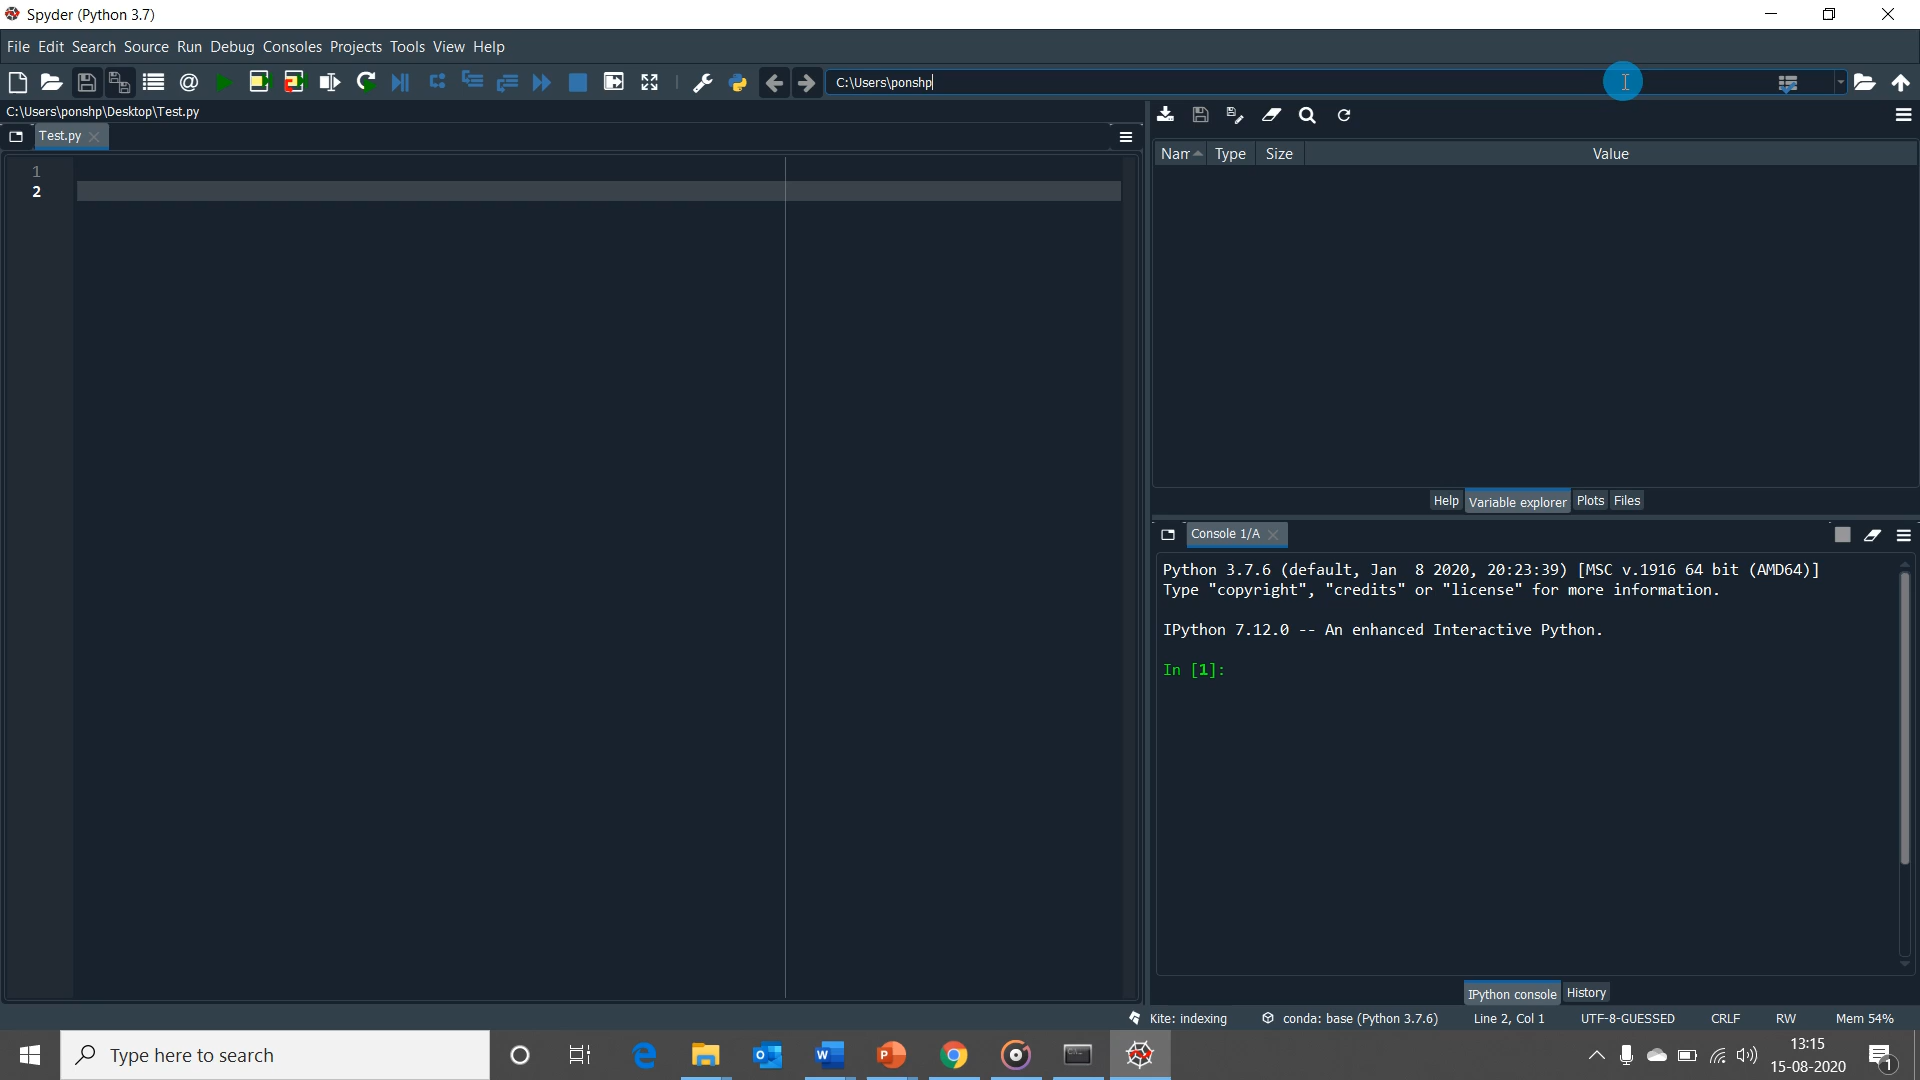 Spyder (Python 3.7)
File Edit Search Source Run Debug Consoles Projects Tools View Help
C:\Users\ponshp
C:\Users\ponshp\Desktop\Test.py
Test.py
Nam Type Size Value
1
2
Help Variable explorer Plots Files
Console 1/A
Python 3.7.6 (default, Jan  8 2020, 20:23:39) [MSC v.1916 64 bit (AMD64)]
Type "copyright", "credits" or "license" for more information.
IPython 7.12.0 -- An enhanced Interactive Python.
In [1]:
IPython console History
Kite: indexing conda: base (Python 3.7.6) Line 2, Col 1 UTF-8-GUESSED CRLF RW Mem 54%
Type here to search
13:15
15-08-2020
1